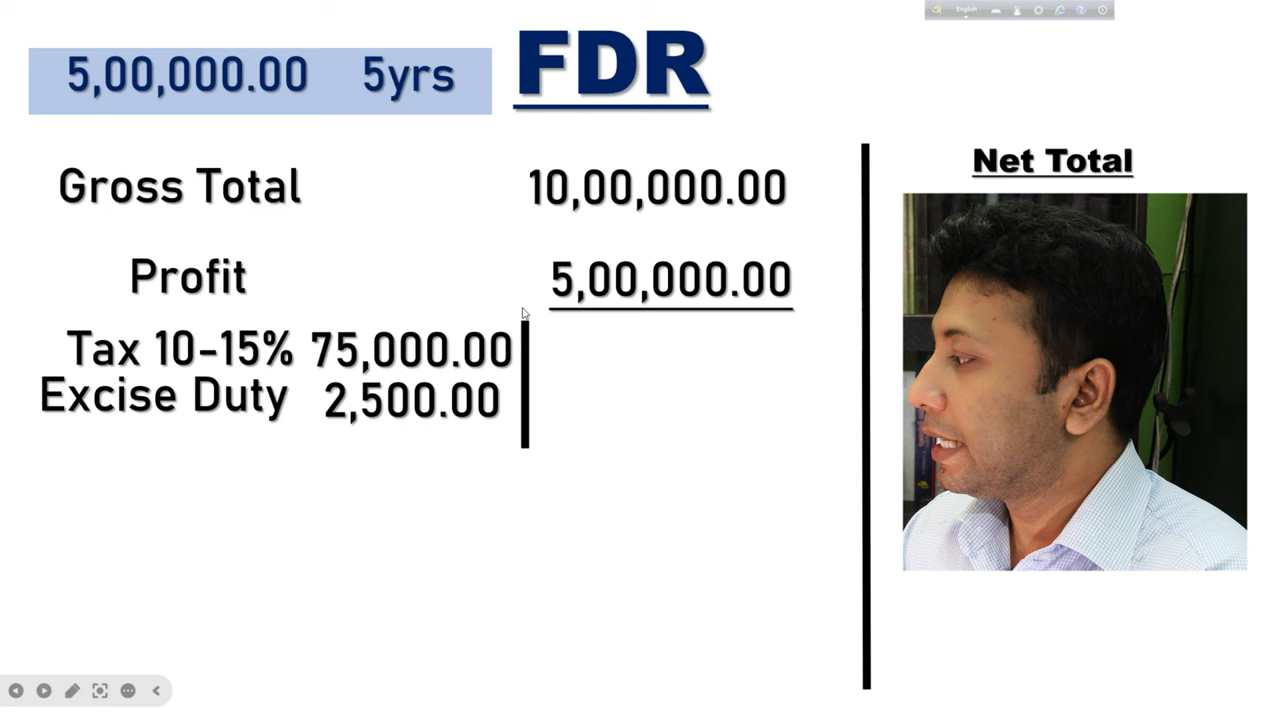 English
5,00,000.00 5yrs FDR
Gross Total 10,00,000.00
Profit 5,00,000.00
Tax 10-15% 75,000.00
Excise Duty 2,500.00
Net Total